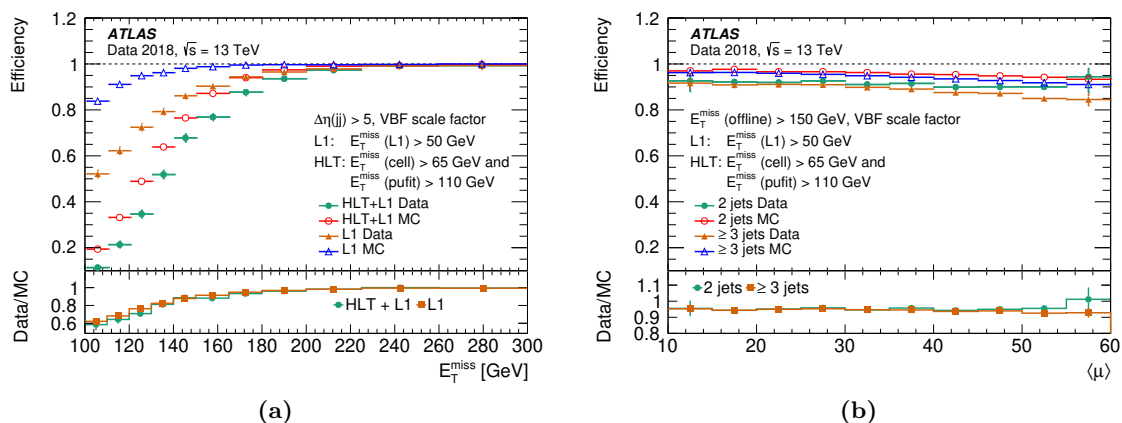 ATLAS
Data 2018, √s = 13 TeV
Efficiency
1.2
1
0.8
0.6
0.4
0.2
Δη(jj) > 5, VBF scale factor
L1: E_T^miss (L1) > 50 GeV
HLT: E_T^miss (cell) > 65 GeV and
E_T^miss (pufit) > 110 GeV
HLT+L1 Data
HLT+L1 MC
L1 Data
L1 MC
Data/MC
1.0
0.8
0.6
HLT + L1 L1
100 120 140 160 180 200 220 240 260 280 300
E_T^miss [GeV]
(a)
ATLAS
Data 2018, √s = 13 TeV
Efficiency
1.2
1
0.8
0.6
0.4
0.2
E_T^miss (offline) > 150 GeV, VBF scale factor
L1: E_T^miss (L1) > 50 GeV
HLT: E_T^miss (cell) > 65 GeV and
E_T^miss (pufit) > 110 GeV
2 jets Data
2 jets MC
≥ 3 jets Data
≥ 3 jets MC
Data/MC
1.1
1
0.9
0.8
2 jets ≥ 3 jets
10 20 30 40 50 60
⟨μ⟩
(b)